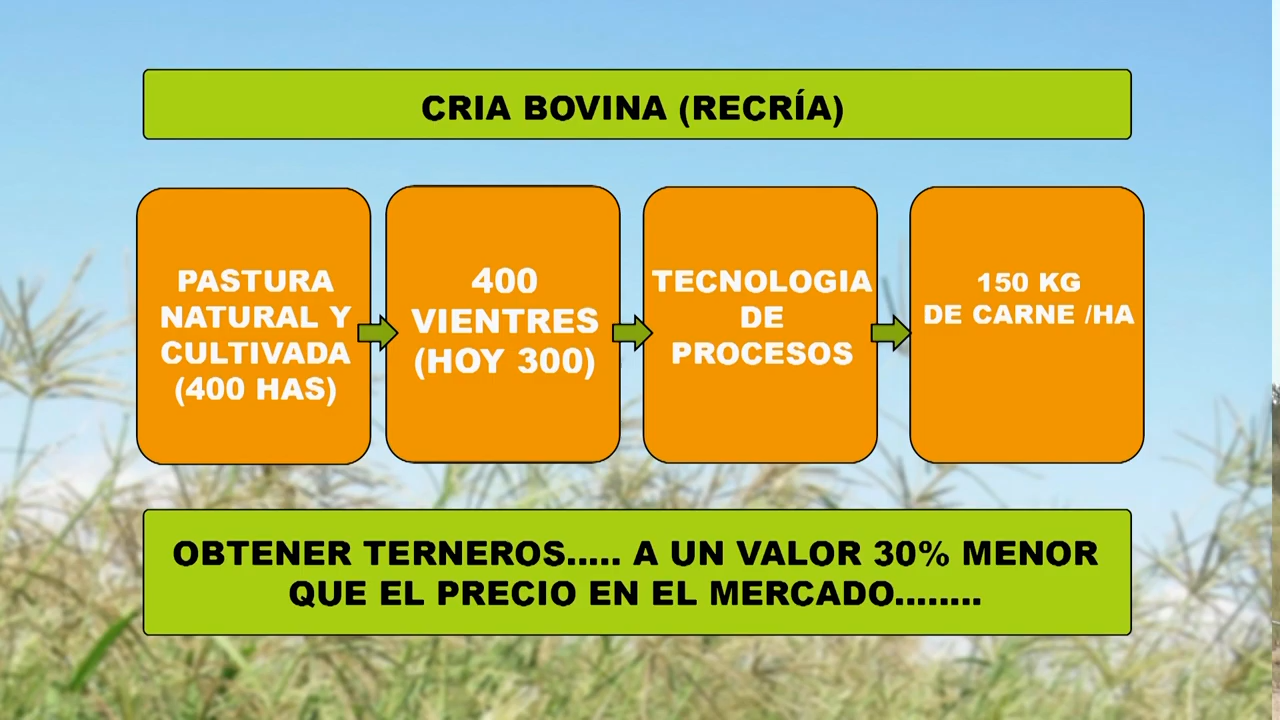 CRIA BOVINA (RECRÍA)
PASTURA
NATURAL Y
CULTIVADA
(400 HAS)
400
VIENTRES
(HOY 300)
TECNOLOGIA
DE
PROCESOS
150 KG
DE CARNE /HA
OBTENER TERNEROS..... A UN VALOR 30% MENOR
QUE EL PRECIO EN EL MERCADO........